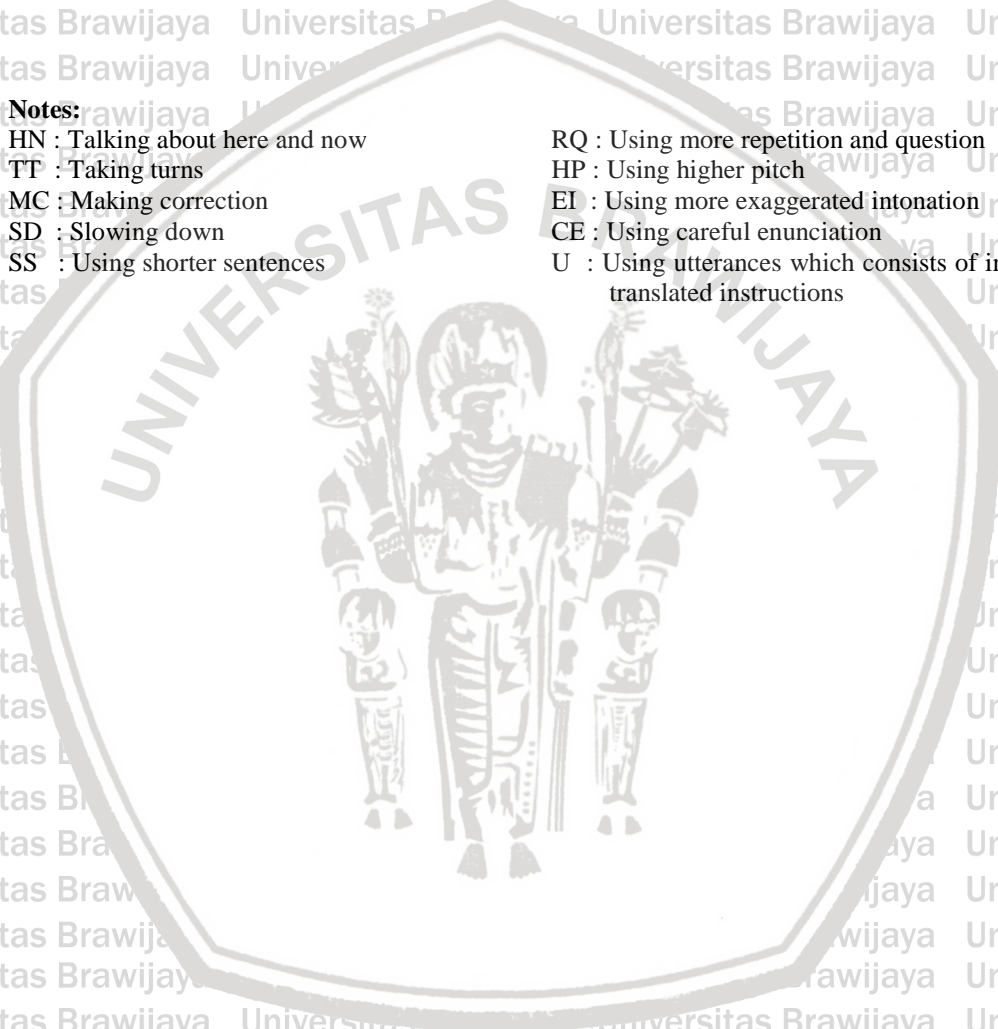 Notes:
HN : Talking about here and now
TT : Taking turns
MC : Making correction
SD : Slowing down
SS : Using shorter sentences
RQ : Using more repetition and question
HP : Using higher pitch
EI : Using more exaggerated intonation
CE : Using careful enunciation
U : Using utterances which consists of
translated instructions
UNIVERSITAS BRAWIJAYA